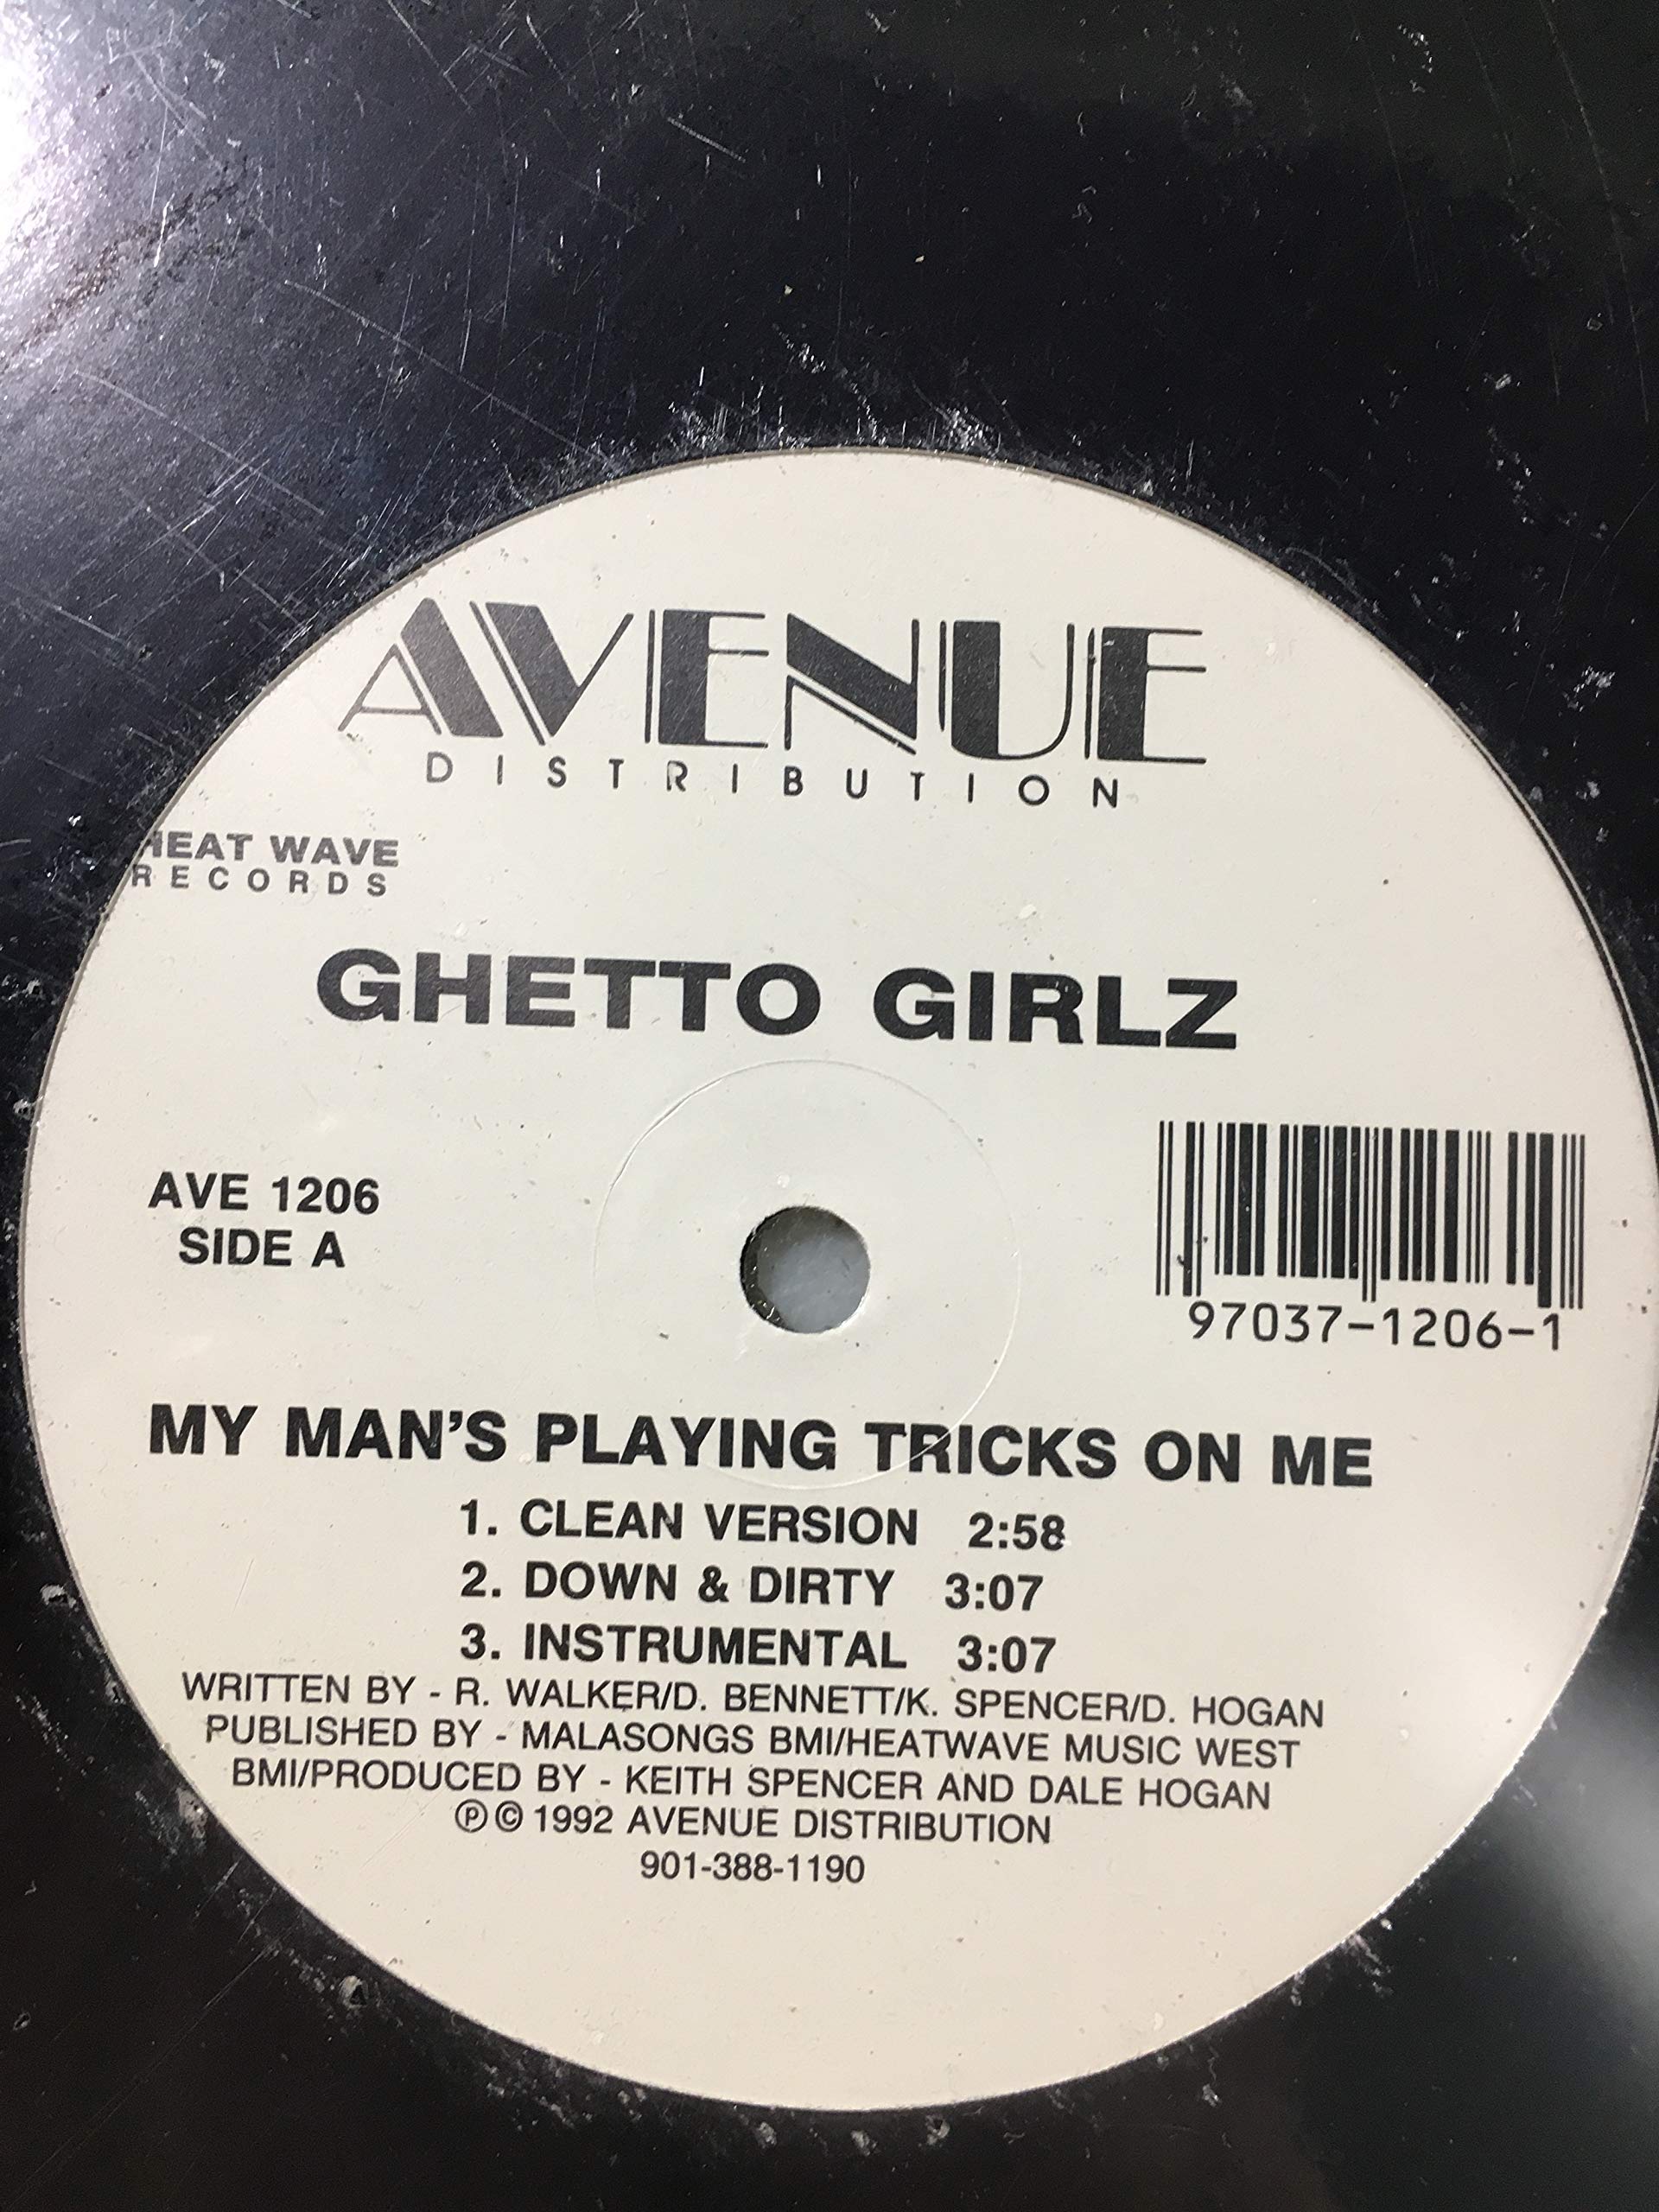 AVENUE
DISTRIBUTION
HEAT WAVE
RECORDS
GHETTO GIRLZ
AVE 1206
SIDE A
97037-1206-1
MY MAN'S PLAYING TRICKS ON ME
1. CLEAN VERSION 2:58
2. DOWN & DIRTY 3:07
3. INSTRUMENTAL 3:07
WRITTEN BY - R. WALKER/D. BENNETT/K. SPENCER/D. HOGAN
PUBLISHED BY - MALASONGS BMI/HEATWAVE MUSIC WEST
BMI/PRODUCED BY - KEITH SPENCER AND DALE HOGAN
℗ © 1992 AVENUE DISTRIBUTION
901-388-1190